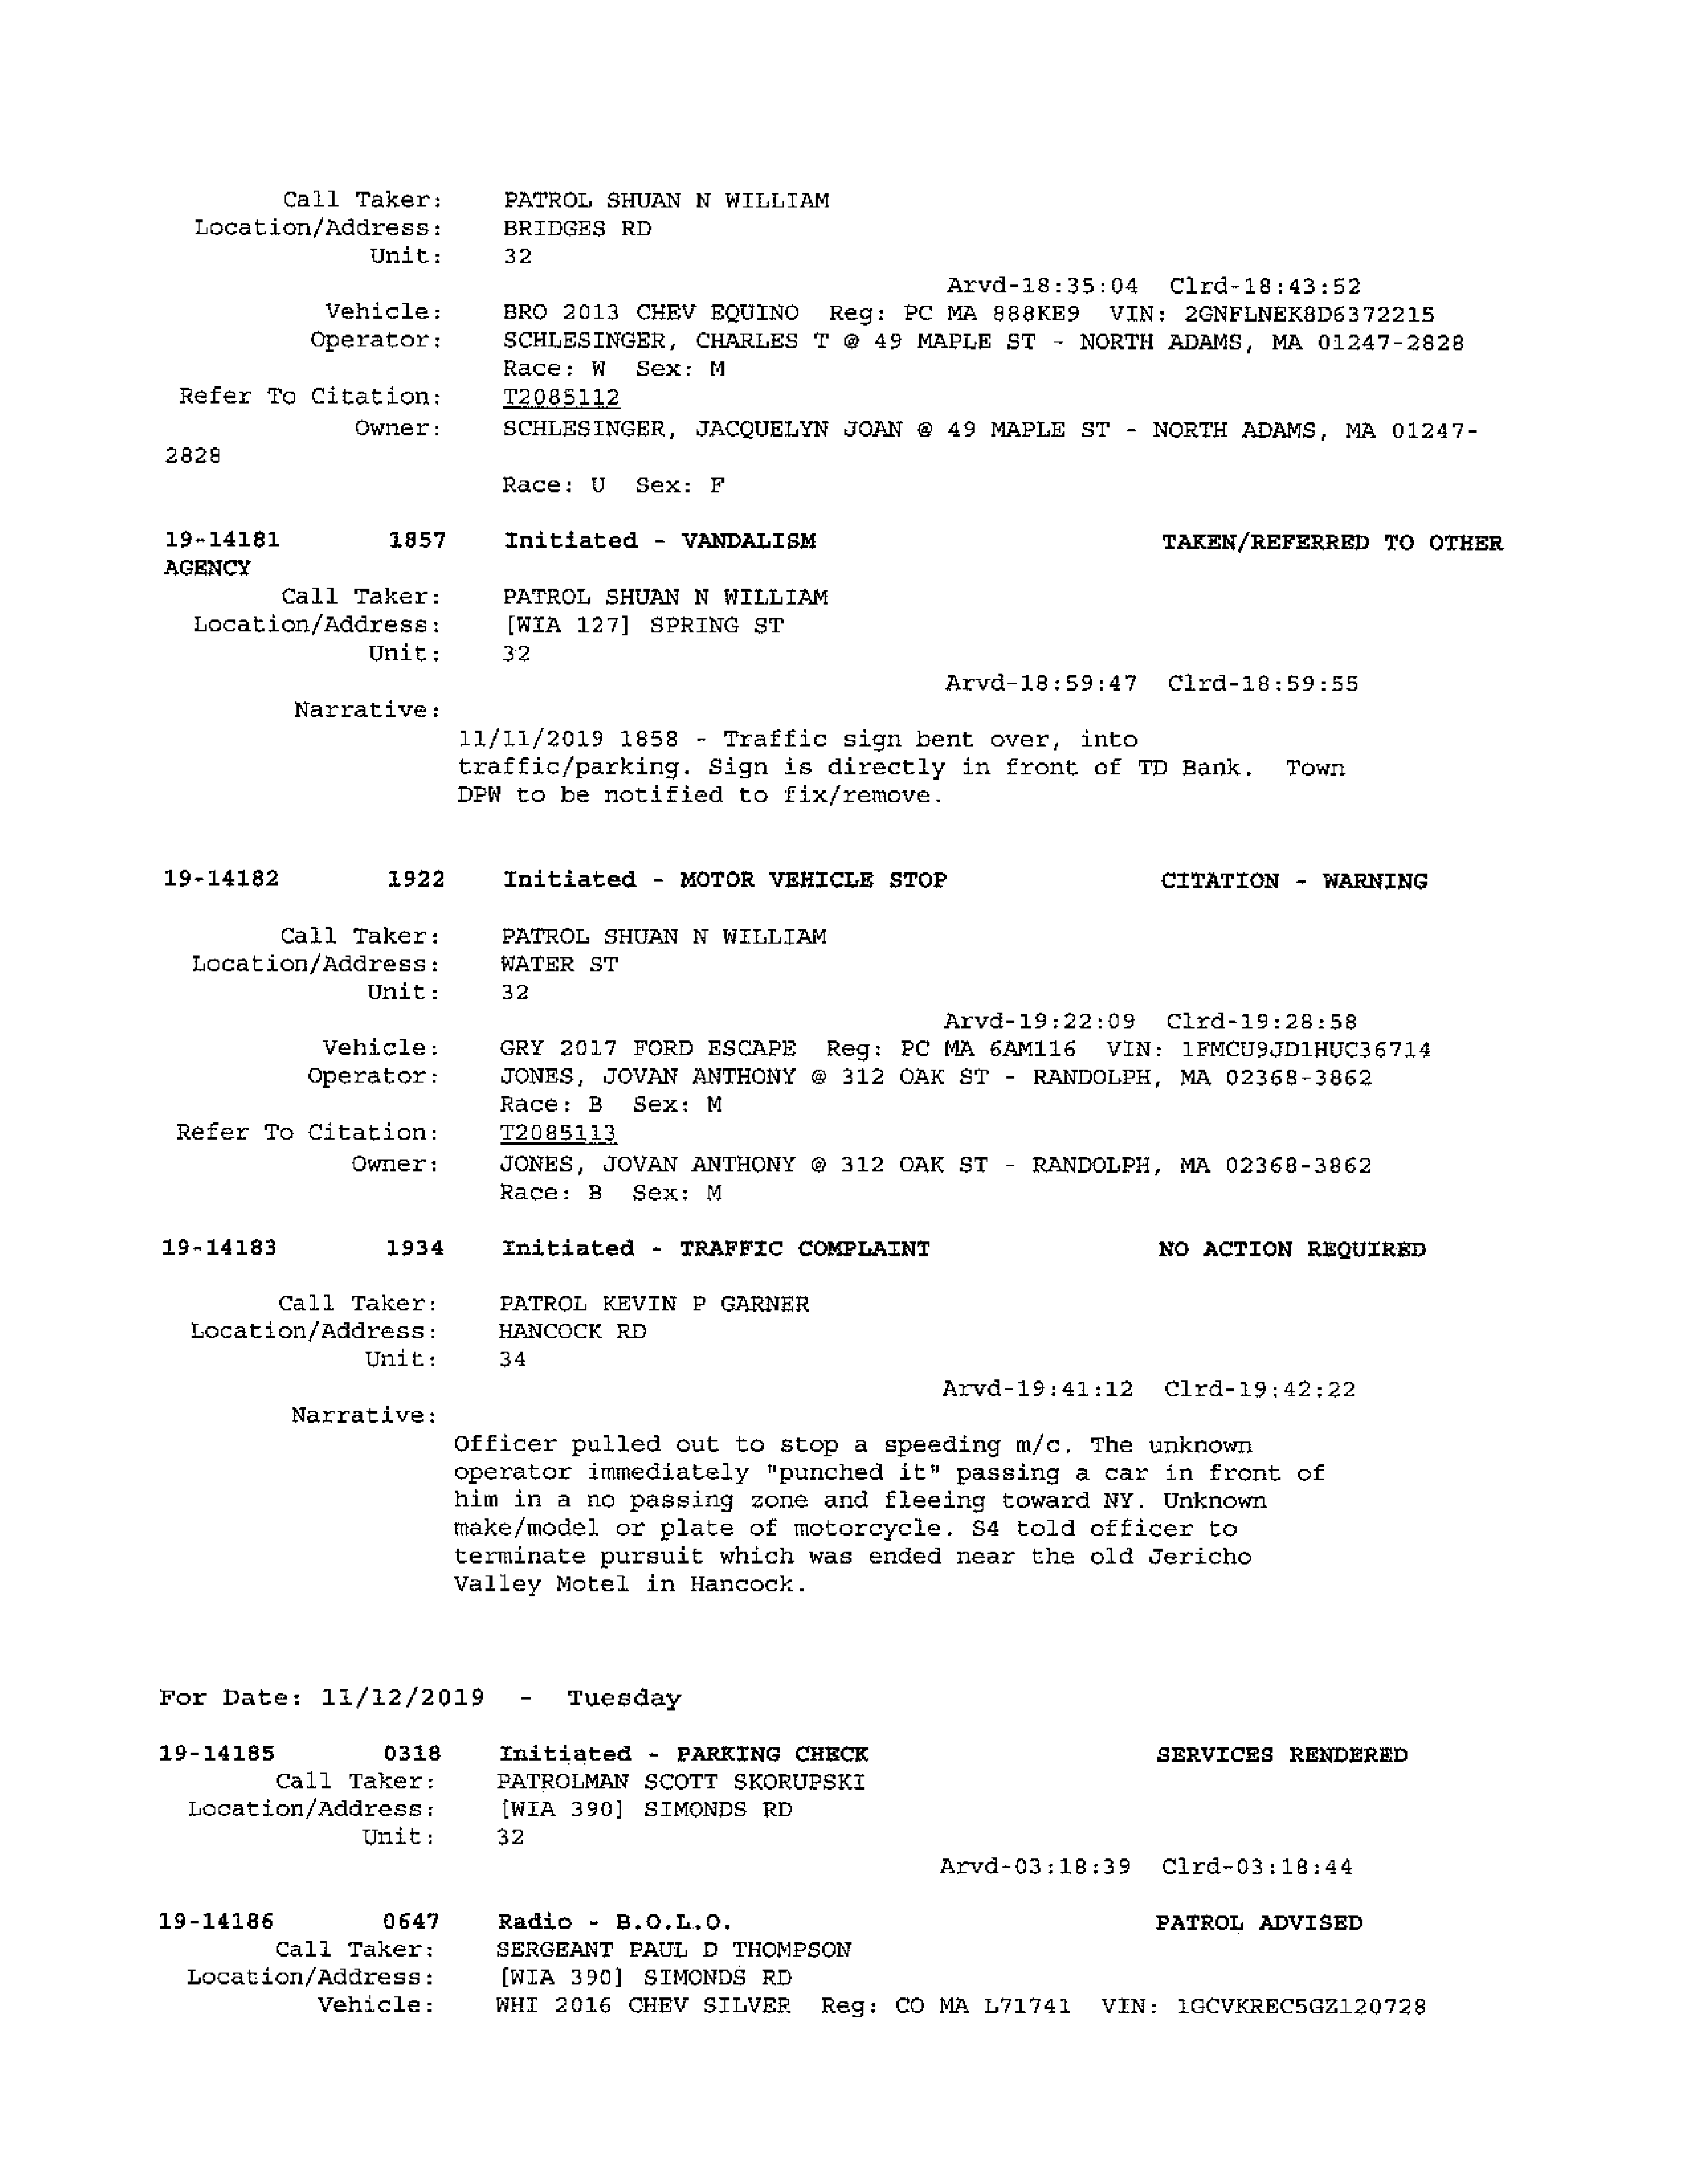 Call Taker: PATROL SHUAN N WILLIAM
Location/Address: BRIDGES RD
Unit: 32
Arvd-18:35:04 Clrd-18:43:52
Vehicle: BRO 2013 CHEV EQUINO Reg: PC MA 888KE9 VIN: 2GNFLNEK8D6372215
Operator: SCHLESINGER, CHARLES T @ 49 MAPLE ST - NORTH ADAMS, MA 01247-2828
Race: W Sex: M
Refer To Citation: T2085112
Owner: SCHLESINGER, JACQUELYN JOAN @ 49 MAPLE ST - NORTH ADAMS, MA 01247-
2828
Race: U Sex: F
19-14181 1857 Initiated - VANDALISM TAKEN/REFERRED TO OTHER
AGENCY
Call Taker: PATROL SHUAN N WILLIAM
Location/Address: [WIA 127] SPRING ST
Unit: 32
Arvd-18:59:47 Clrd-18:59:55
Narrative:
11/11/2019 1858 - Traffic sign bent over, into
traffic/parking. Sign is directly in front of TD Bank. Town
DPW to be notified to fix/remove.
19-14182 1922 Initiated - MOTOR VEHICLE STOP CITATION - WARNING
Call Taker: PATROL SHUAN N WILLIAM
Location/Address: WATER ST
Unit: 32
Arvd-19:22:09 Clrd-19:28:58
Vehicle: GRY 2017 FORD ESCAPE Reg: PC MA 6AM116 VIN: 1FMCU9JD1HUC36714
Operator: JONES, JOVAN ANTHONY @ 312 OAK ST - RANDOLPH, MA 02368-3862
Race: B Sex: M
Refer To Citation: T2085113
Owner: JONES, JOVAN ANTHONY @ 312 OAK ST - RANDOLPH, MA 02368-3862
Race: B Sex: M
19-14183 1934 Initiated - TRAFFIC COMPLAINT NO ACTION REQUIRED
Call Taker: PATROL KEVIN P GARNER
Location/Address: HANCOCK RD
Unit: 34
Arvd-19:41:12 Clrd-19:42:22
Narrative:
Officer pulled out to stop a speeding m/c. The unknown
operator immediately "punched it" passing a car in front of
him in a no passing zone and fleeing toward NY. Unknown
make/model or plate of motorcycle. S4 told officer to
terminate pursuit which was ended near the old Jericho
Valley Motel in Hancock.
For Date: 11/12/2019 - Tuesday
19-14185 0318 Initiated - PARKING CHECK SERVICES RENDERED
Call Taker: PATROLMAN SCOTT SKORUPSKI
Location/Address: [WIA 390] SIMONDS RD
Unit: 32
Arvd-03:18:39 Clrd-03:18:44
19-14186 0647 Radio - B.O.L.O. PATROL ADVISED
Call Taker: SERGEANT PAUL D THOMPSON
Location/Address: [WIA 390] SIMONDS RD
Vehicle: WHI 2016 CHEV SILVER Reg: CO MA L71741 VIN: 1GCVKREC5GZ120728